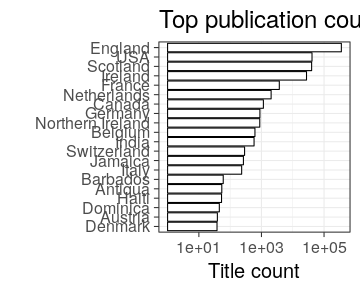 Top publication cou
England
USA
Scotland
Ireland
France
Netherlands
Canada
Germany
Northern Ireland
Belgium
India
Switzerland
Jamaica
Italy
Barbados
Antigua
Haiti
Dominica
Austria
Denmark
1e+01 1e+03 1e+05
Title count